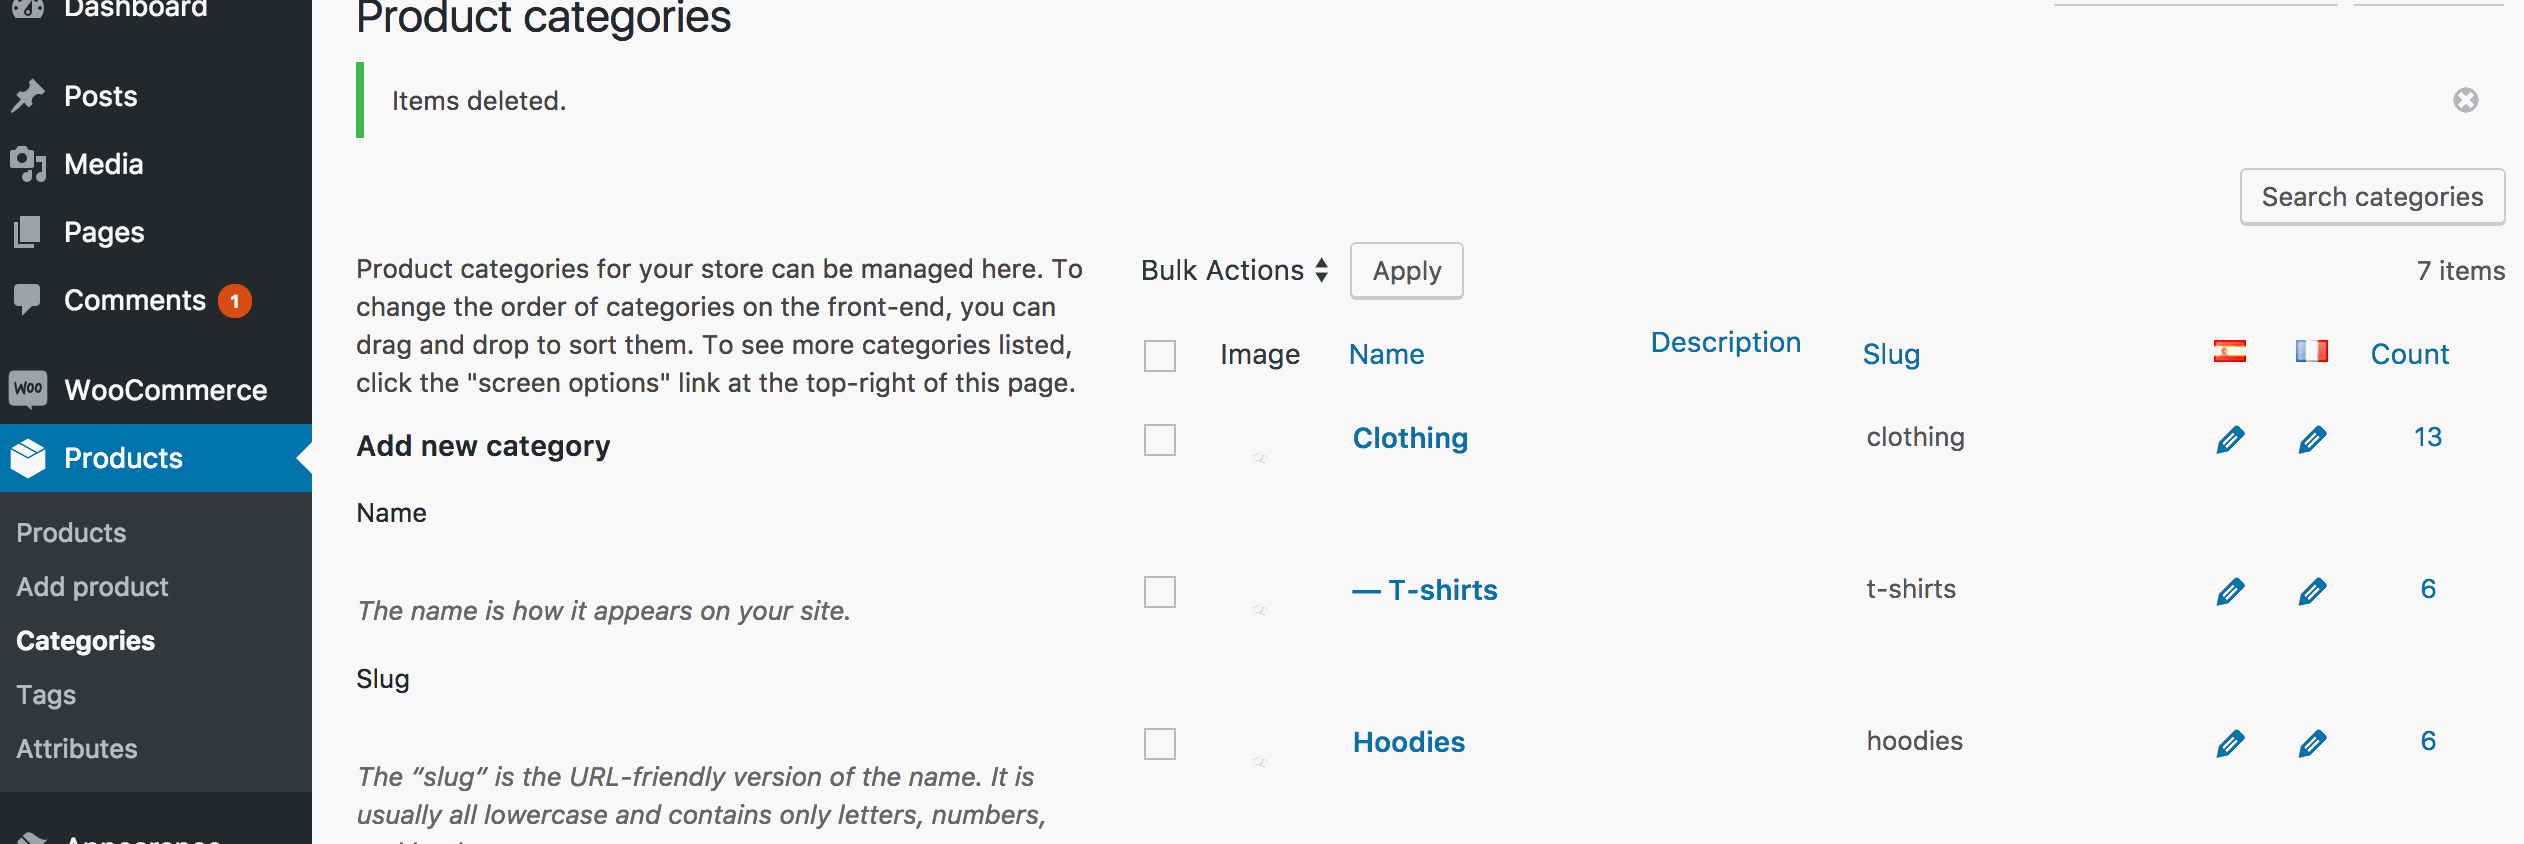 Dashboard
Posts
Media
Pages
Comments 1
Woo WooCommerce
Products
Products
Add product
Categories
Tags
Attributes
Appearance
Product categories
Items deleted.
Search categories
Product categories for your store can be managed here. To
change the order of categories on the front-end, you can
drag and drop to sort them. To see more categories listed,
click the "screen options" link at the top-right of this page.
Add new category
Name
The name is how it appears on your site.
Slug
The “slug” is the URL-friendly version of the name. It is
usually all lowercase and contains only letters, numbers,
Bulk Actions Apply 7 items
Image Name Description Slug Count
Clothing clothing 13
— T-shirts t-shirts 6
Hoodies hoodies 6